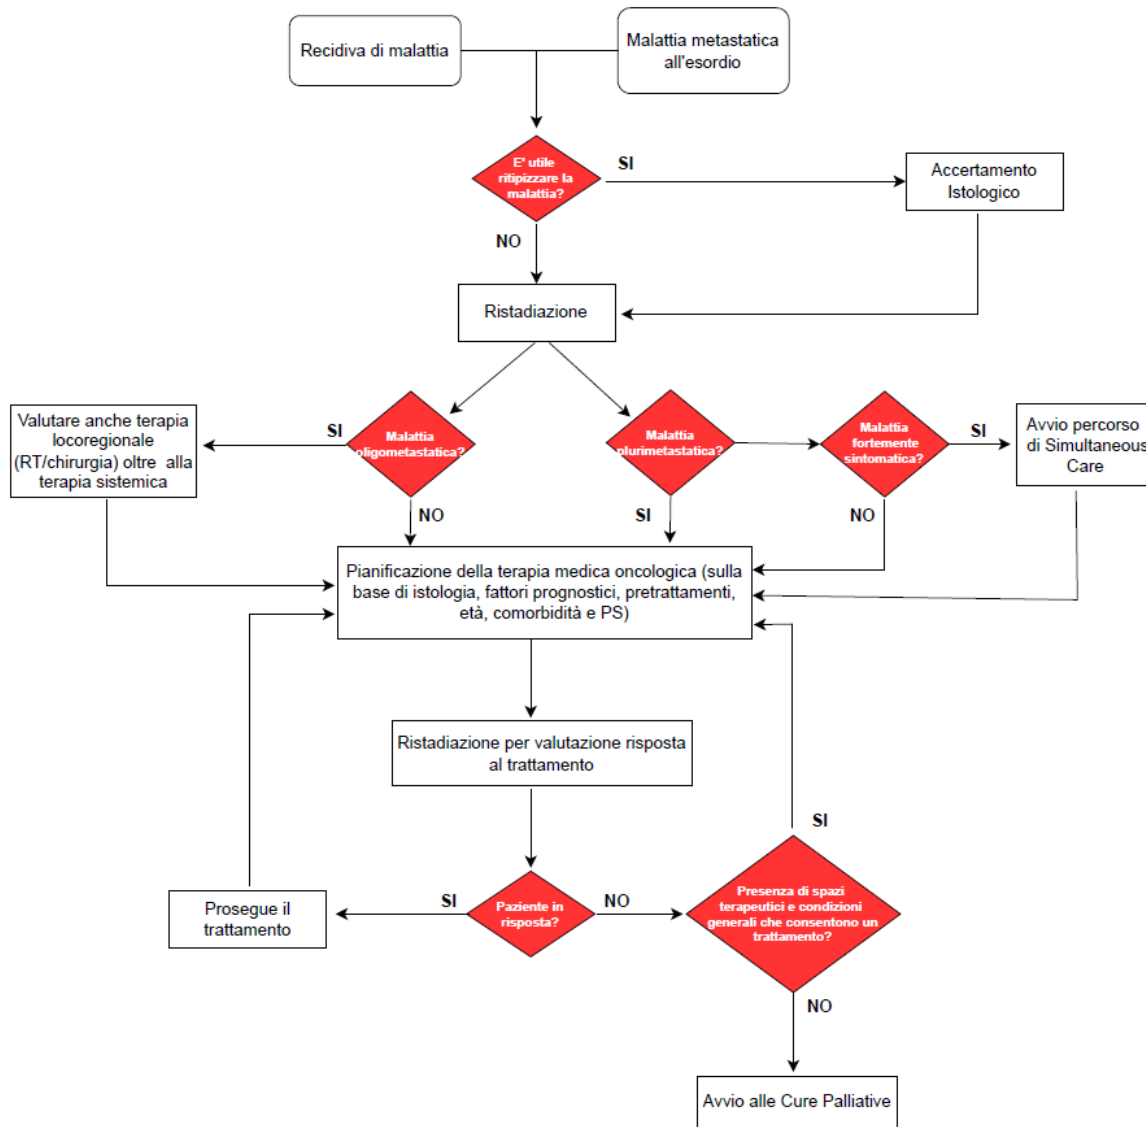 Recidiva di malattia
Malattia metastatica
all'esordio
E' utile
ritipizzare la
malattia?
SI
Accertamento
Istologico
NO
Ristadiazione
Valutare anche terapia
locoregionale
(RT/chirurgia) oltre alla
terapia sistemica
SI
Malattia
oligometastatica?
NO
Malattia
plurimetastatica?
SI
Malattia
fortemente
sintomatica?
SI
NO
Avvio percorso
di Simultaneous
Care
Pianificazione della terapia medica oncologica (sulla
base di istologia, fattori prognostici, pretrattamenti,
età, comorbidità e PS)
Ristadiazione per valutazione risposta
al trattamento
SI
Prosegue il
trattamento
SI
Paziente in
risposta?
NO
Presenza di spazi
terapeutici e condizioni
generali che consentono un
trattamento?
NO
Avvio alle Cure Palliative